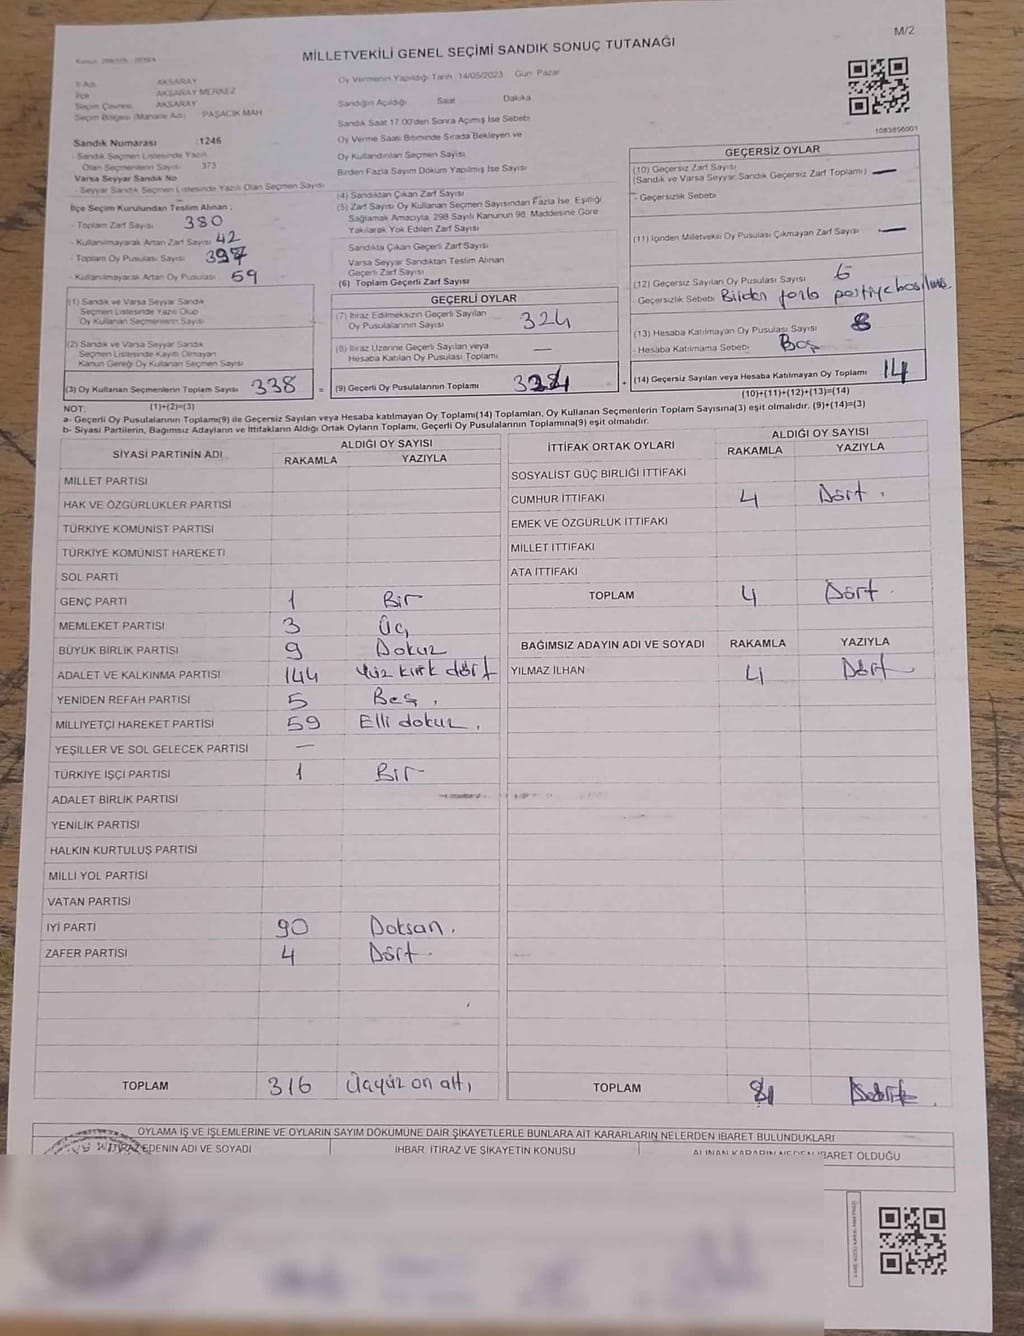 M/2
MİLLETVEKİLİ GENEL SEÇİMİ SANDIK SONUÇ TUTANAĞI
İl Adı AKSARAY
İlçe AKSARAY MERKEZ
Seçim Çevresi AKSARAY
Seçim Bölgesi (Mahalle Adı) PAŞACIK MAH
Sandık Numarası 1246
- Sandık Seçmen Listesinde Yazılı
Olan Seçmenlerin Sayısı 373
Varsa Seyyar Sandık No
- Seyyar Sandık Seçmen Listesinde Yazılı Olan Seçmen Sayısı
İlçe Seçim Kurulundan Teslim Alınan ;
- Toplam Zarf Sayısı 380
- Kullanılmayarak Artan Zarf Sayısı 42
- Toplam Oy Pusulası Sayısı 397
- Kullanılmayarak Artan Oy Pusulası 59
(1) Sandık ve Varsa Seyyar Sandık
Seçmen Listesinde Yazılı Olup
Oy Kullanan Seçmenlerin Sayısı
(2) Sandık ve Varsa Seyyar Sandık
Seçmen Listesinde Kayıtlı Olmayan
Kanun Gereği Oy Kullanan Seçmen Sayısı
(3) Oy Kullanan Seçmenlerin Toplam Sayısı 338 =
(1)+(2)=(3)
Oy Vermenin Yapıldığı Tarih 14/05/2023 Gün Pazar
Sandığın Açıldığı Saat Dakika
Sandık Saat 17:00'den Sonra Açımış İse Sebebi
Oy Verme Saati Bitiminde Sırada Bekleyen ve
Oy Kullandırılan Seçmen Sayısı
Birden Fazla Sayım Döküm Yapılmış İse Sayısı
(4) Sandıktan Çıkan Zarf Sayısı
(5) Zarf Sayısı Oy Kullanan Seçmen Sayısından Fazla İse, Eşitliği
Sağlamak Amacıyla, 298 Sayılı Kanunun 98. Maddesine Göre
Yakılarak Yok Edilen Zarf Sayısı
Sandıkta Çıkan Geçerli Zarf Sayısı
Varsa Seyyar Sandıktan Teslim Alınan
Geçerli Zarf Sayısı
(6) Toplam Geçerli Zarf Sayısı
GEÇERLİ OYLAR
(7) İtiraz Edilmeksizin Geçerli Sayılan
Oy Pusulalarının Sayısı 324
(8) İtiraz Üzerine Geçerli Sayılan veya
Hesaba Katılan Oy Pusulası Toplamı —
(9) Geçerli Oy Pusulalarının Toplamı 324 +
1083856001
GEÇERSİZ OYLAR
(10) Geçersiz Zarf Sayısı
(Sandık ve Varsa Seyyar Sandık Geçersiz Zarf Toplamı) —
- Geçersizlik Sebebi
(11) İçinden Milletvekili Oy Pusulası Çıkmayan Zarf Sayısı —
(12) Geçersiz Sayılan Oy Pusulası Sayısı 6
- Geçersizlik Sebebi Birden fazla partiye basılma
(13) Hesaba Katılmayan Oy Pusulası Sayısı 8
- Hesaba Katılmama Sebebi Boş
(14) Geçersiz Sayılan veya Hesaba Katılmayan Oy Toplamı 14
(10)+(11)+(12)+(13)=(14)
NOT:
a- Geçerli Oy Pusulalarının Toplamı(9) ile Geçersiz Sayılan veya Hesaba katılmayan Oy Toplamı(14) Toplamları, Oy Kullanan Seçmenlerin Toplam Sayısına(3) eşit olmalıdır. (9)+(14)=(3)
b- Siyasi Partilerin, Bağımsız Adayların ve İttifakların Aldığı Ortak Oyların Toplamı, Geçerli Oy Pusulalarının Toplamına(9) eşit olmalıdır.
SİYASİ PARTİNİN ADI ALDIĞI OY SAYISI
RAKAMLA YAZIYLA
MİLLET PARTİSİ
HAK VE ÖZGÜRLÜKLER PARTİSİ
TÜRKİYE KOMÜNİST PARTİSİ
TÜRKİYE KOMÜNİST HAREKETİ
SOL PARTİ
GENÇ PARTİ 1 Bir
MEMLEKET PARTİSİ 3 Üç
BÜYÜK BİRLİK PARTİSİ 9 Dokuz
ADALET VE KALKINMA PARTİSİ 144 Yüz kırk dört
YENİDEN REFAH PARTİSİ 5 Beş .
MİLLİYETÇİ HAREKET PARTİSİ 59 Elli dokuz .
YEŞİLLER VE SOL GELECEK PARTİSİ —
TÜRKİYE İŞÇİ PARTİSİ 1 Bir
ADALET BİRLİK PARTİSİ
YENİLİK PARTİSİ
HALKIN KURTULUŞ PARTİSİ
MİLLİ YOL PARTİSİ
VATAN PARTİSİ
İYİ PARTİ 90 Doksan .
ZAFER PARTİSİ 4 Dört .
TOPLAM 316 Üçyüz on altı
İTTİFAK ORTAK OYLARI ALDIĞI OY SAYISI
RAKAMLA YAZIYLA
SOSYALİST GÜÇ BİRLİĞİ İTTİFAKI
CUMHUR İTTİFAKI 4 Dört .
EMEK VE ÖZGÜRLÜK İTTİFAKI
MİLLET İTTİFAKI
ATA İTTİFAKI
TOPLAM 4 Dört .
BAĞIMSIZ ADAYIN ADI VE SOYADI RAKAMLA YAZIYLA
YILMAZ İLHAN 4 Dört
TOPLAM
OYLAMA İŞ VE İŞLEMLERİNE VE OYLARIN SAYIM DÖKÜMÜNE DAİR ŞİKAYETLERLE BUNLARA AİT KARARLARIN NELERDEN İBARET BULUNDUKLARI
İTİRAZ EDENİN ADI VE SOYADI İHBAR, İTİRAZ VE ŞİKAYETİN KONUSU ALINAN KARARIN NEDEN İBARET OLDUĞU